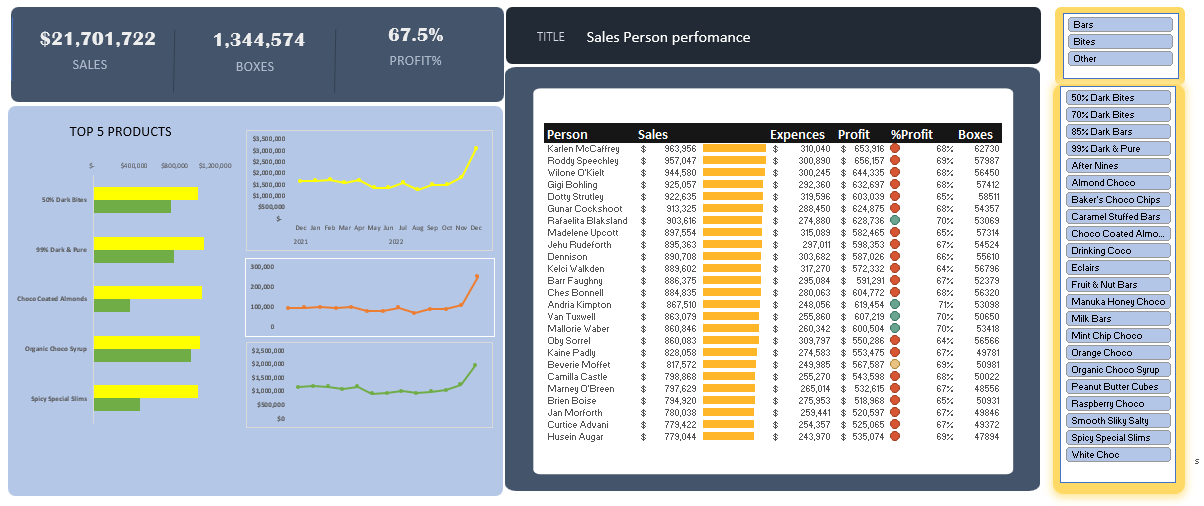 $21,701,722
SALES
1,344,574
BOXES
67.5%
PROFIT%
TITLE Sales Person perfomance
TOP 5 PRODUCTS
$- $400,000 $800,000 $1,200,000
50% Dark Bites
99% Dark & Pure
Choco Coated Almonds
Organic Choco Syrup
Spicy Special Slims
$3,500,000
$3,000,000
$2,500,000
$2,000,000
$1,500,000
$1,000,000
$500,000
$-
Dec Jan Feb Mar Apr May Jun Jul Aug Sep Oct Nov Dec
2021 2022
300,000
200,000
100,000
0
$2,500,000
$2,000,000
$1,500,000
$1,000,000
$500,000
$0
Person Sales Expences Profit %Profit Boxes
Karlen McCaffrey $ 963,956 $ 310,040 $ 653,916 68% 62730
Roddy Speechley $ 957,047 $ 300,890 $ 656,157 69% 57987
Wilone O'Kielt $ 944,580 $ 300,245 $ 644,335 68% 56450
Gigi Bohling $ 925,057 $ 292,360 $ 632,697 68% 57412
Dotty Strutley $ 922,635 $ 319,596 $ 603,039 65% 58511
Gunar Cockshoot $ 913,325 $ 288,450 $ 624,875 68% 54357
Rafaelita Blaksland $ 903,616 $ 274,880 $ 628,736 70% 53069
Madelene Upcott $ 897,554 $ 315,089 $ 582,465 65% 57314
Jehu Rudeforth $ 895,363 $ 297,011 $ 598,353 67% 54524
Dennison $ 890,708 $ 303,682 $ 587,026 66% 55610
Kelci Walkden $ 889,602 $ 317,270 $ 572,332 64% 56796
Barr Faughny $ 886,375 $ 295,084 $ 591,291 67% 52379
Ches Bonnell $ 884,835 $ 280,063 $ 604,772 68% 56320
Andria Kimpton $ 867,510 $ 248,056 $ 619,454 71% 53098
Van Tuxwell $ 863,079 $ 255,860 $ 607,219 70% 50650
Mallorie Waber $ 860,846 $ 260,342 $ 600,504 70% 53418
Oby Sorrel $ 860,083 $ 309,797 $ 550,286 64% 56566
Kaine Padly $ 828,058 $ 274,583 $ 553,475 67% 49781
Beverie Moffet $ 817,572 $ 249,985 $ 567,587 69% 50981
Camilla Castle $ 798,868 $ 255,270 $ 543,598 68% 50022
Marney O'Breen $ 797,629 $ 265,014 $ 532,615 67% 48556
Brien Boise $ 794,920 $ 275,953 $ 518,968 65% 50931
Jan Morforth $ 780,038 $ 259,441 $ 520,597 67% 49846
Curtice Advani $ 779,422 $ 254,357 $ 525,065 67% 49372
Husein Augar $ 779,044 $ 243,970 $ 535,074 69% 47894
Bars
Bites
Other
50% Dark Bites
70% Dark Bites
85% Dark Bars
99% Dark & Pure
After Nines
Almond Choco
Baker's Choco Chips
Caramel Stuffed Bars
Choco Coated Almo...
Drinking Coco
Eclairs
Fruit & Nut Bars
Manuka Honey Choco
Milk Bars
Mint Chip Choco
Orange Choco
Organic Choco Syrup
Peanut Butter Cubes
Raspberry Choco
Smooth Sliky Salty
Spicy Special Slims
White Choc
s